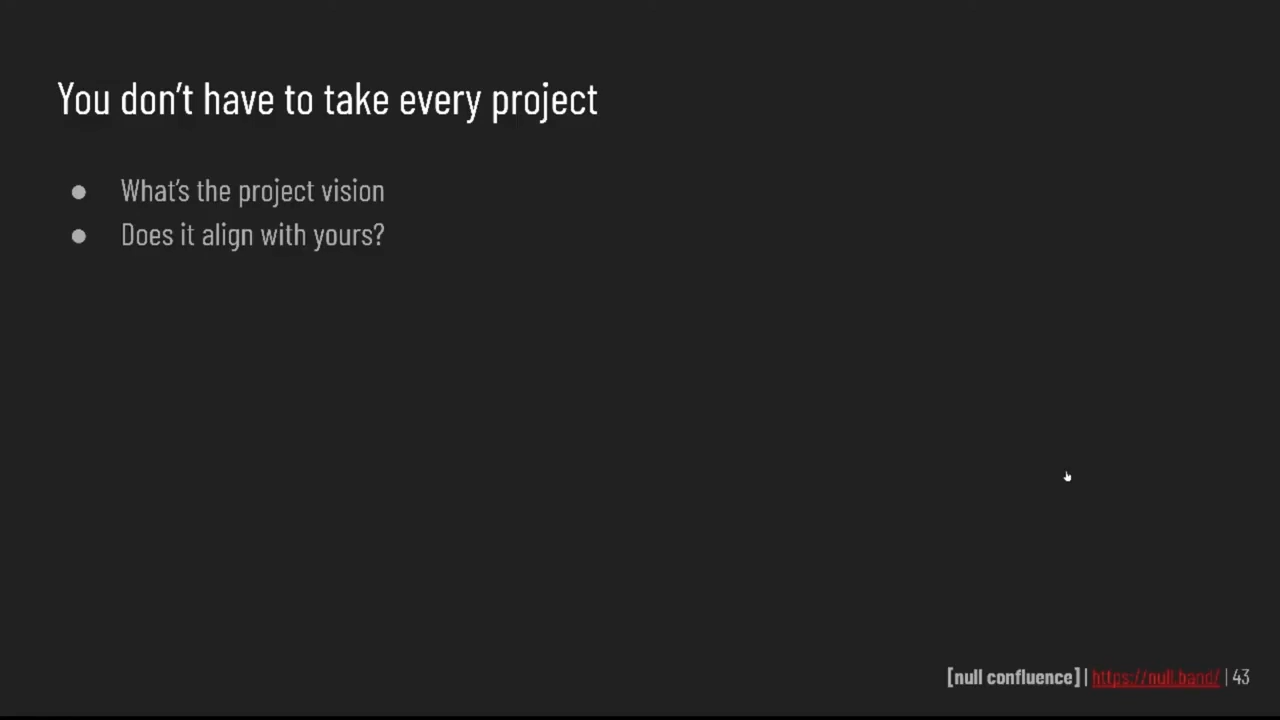 You don't have to take every project
● What's the project vision
● Does it align with yours?
[null confluence] | https://null.band/ | 43